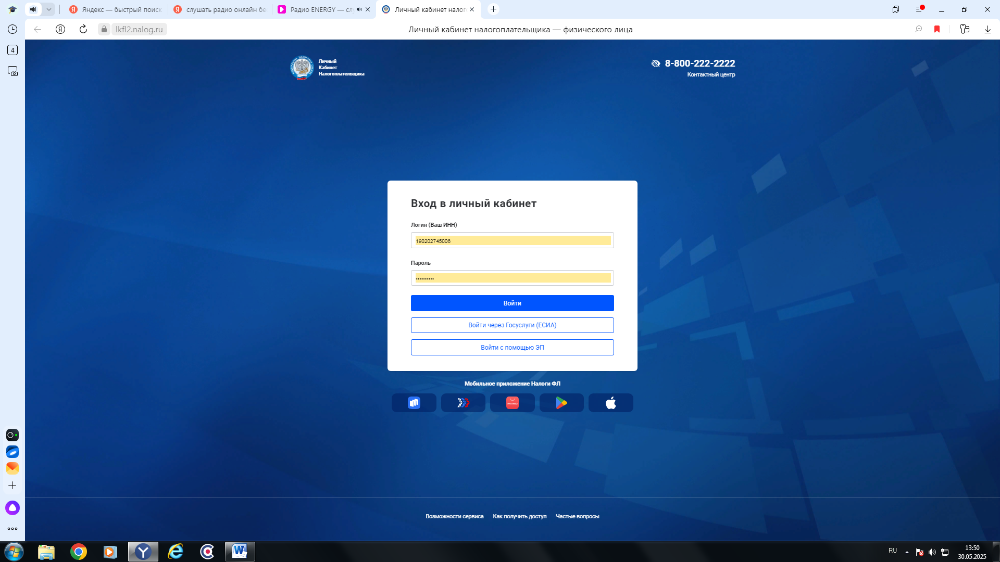 Яндекс — быстрый поиск
слушать радио онлайн бе
Радио ENERGY — слу
Личный кабинет налог
lkfl2.nalog.ru
Личный кабинет налогоплательщика — физического лица
4
Личный
Кабинет
Налогоплательщика
8-800-222-2222
Контактный центр
Вход в личный кабинет
Логин (Ваш ИНН)
190202745006
Пароль
••••••••••
Войти
Войти через Госуслуги (ЕСИА)
Войти с помощью ЭП
Мобильное приложение Налоги ФЛ
HUAWEI
Возможности сервиса
Как получить доступ
Частые вопросы
RU
13:50
30.05.2025